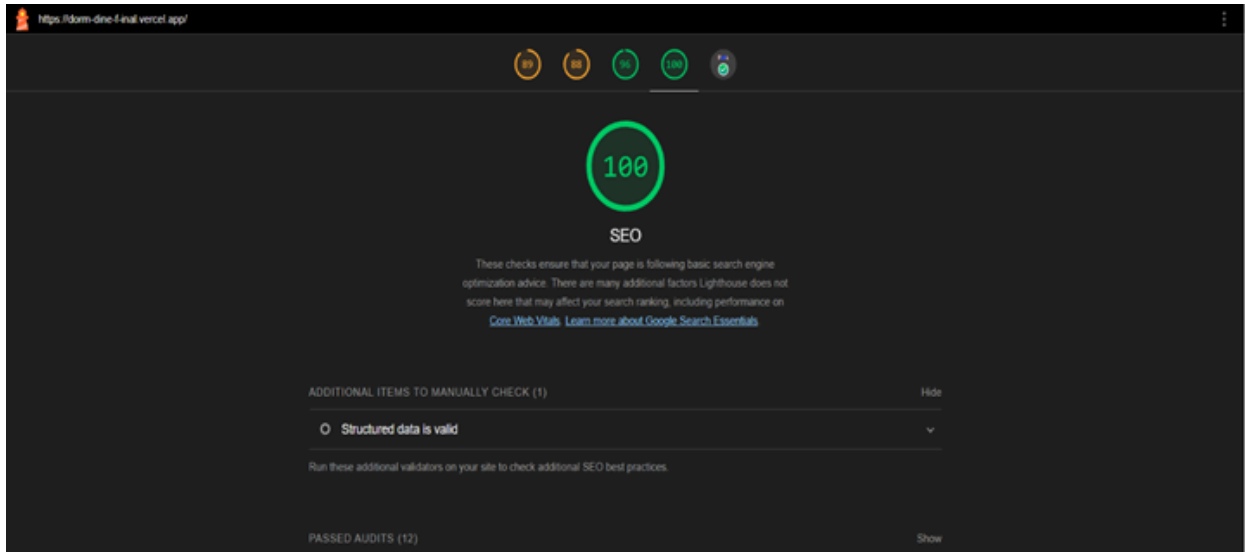 https://dorm-dine-f-inal.vercel.app/
89 88 96 100
100
SEO
These checks ensure that your page is following basic search engine
optimization advice. There are many additional factors Lighthouse does not
score here that may affect your search ranking, including performance on
Core Web Vitals. Learn more about Google Search Essentials.
ADDITIONAL ITEMS TO MANUALLY CHECK (1) Hide
Structured data is valid
Run these additional validators on your site to check additional SEO best practices.
PASSED AUDITS (12) Show